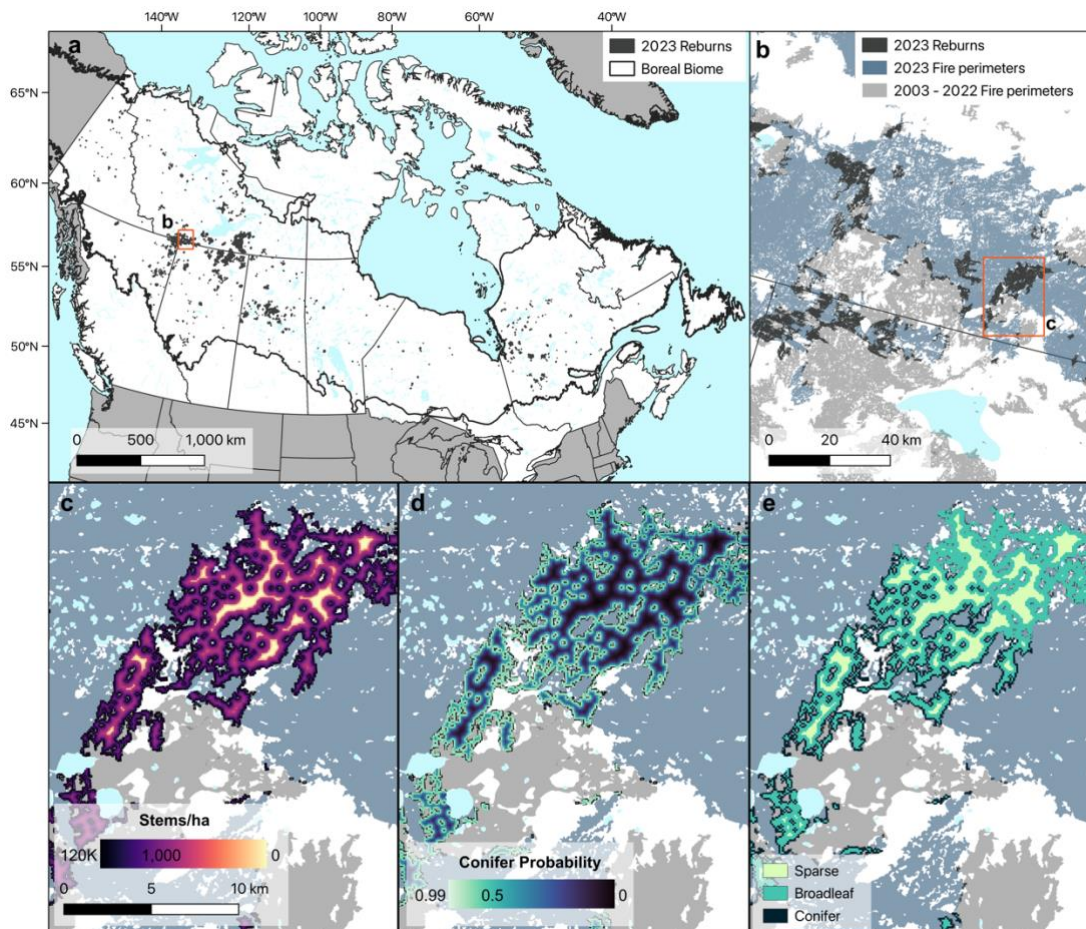 140°W 120°W 100°W 80°W 60°W 40°W
a
2023 Reburns
Boreal Biome
65°N
60°N
55°N
50°N
45°N
b
0 500 1,000 km
b
2023 Reburns
2023 Fire perimeters
2003 - 2022 Fire perimeters
c
0 20 40 km
c
Stems/ha
120K 1,000 0
0 5 10 km
d
Conifer Probability
0.99 0.5 0
e
Sparse
Broadleaf
Conifer